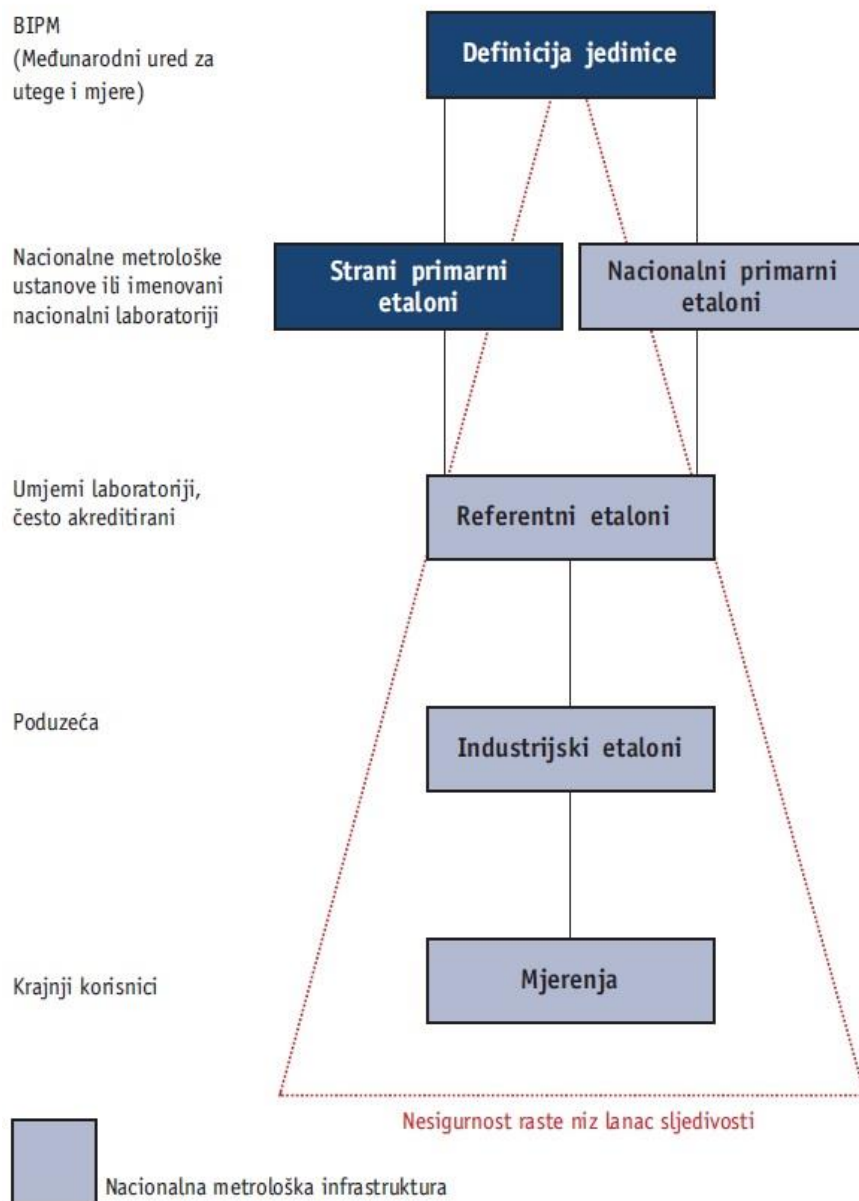 BIPM
(Međunarodni ured za
utege i mjere)
Definicija jedinice
Nacionalne metrološke
ustanove ili imenovani
nacionalni laboratoriji
Strani primarni
etaloni
Nacionalni primarni
etaloni
Umjerni laboratoriji,
često akreditirani
Referentni etaloni
Poduzeća
Industrijski etaloni
Krajnji korisnici
Mjerenja
Nesigurnost raste niz lanac sljedivosti
Nacionalna metrološka infrastruktura